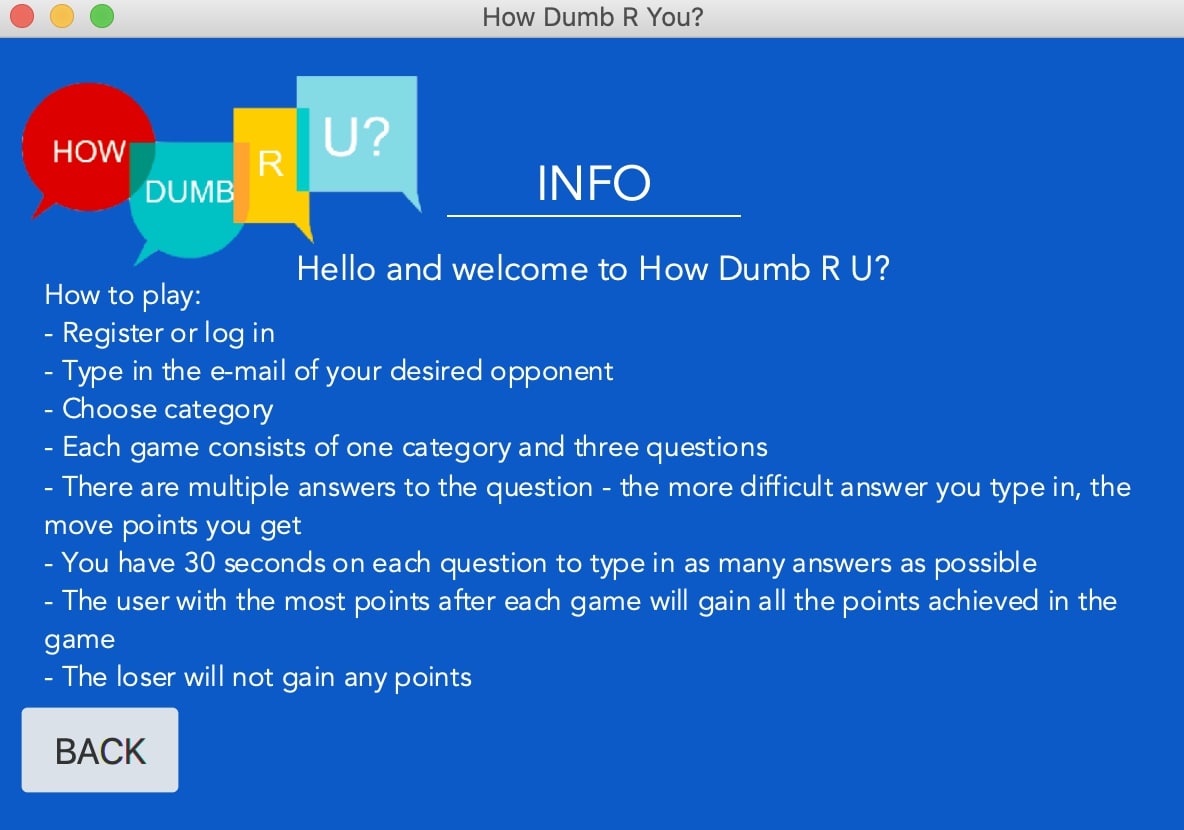 How Dumb R You?
HOW
DUMB
R
U?
INFO
Hello and welcome to How Dumb R U?
How to play:
- Register or log in
- Type in the e-mail of your desired opponent
- Choose category
- Each game consists of one category and three questions
- There are multiple answers to the question - the more difficult answer you type in, the
move points you get
- You have 30 seconds on each question to type in as many answers as possible
- The user with the most points after each game will gain all the points achieved in the
game
- The loser will not gain any points
BACK